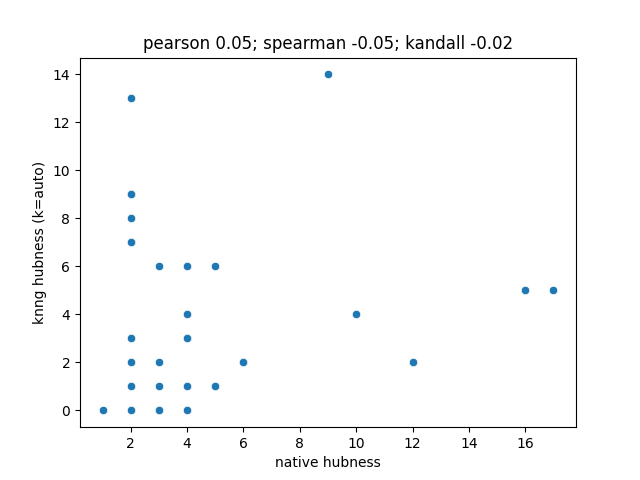 pearson 0.05; spearman -0.05; kandall -0.02
14
12
10
8
6
4
2
0
knng hubness (k=auto)
2 4 6 8 10 12 14 16
native hubness